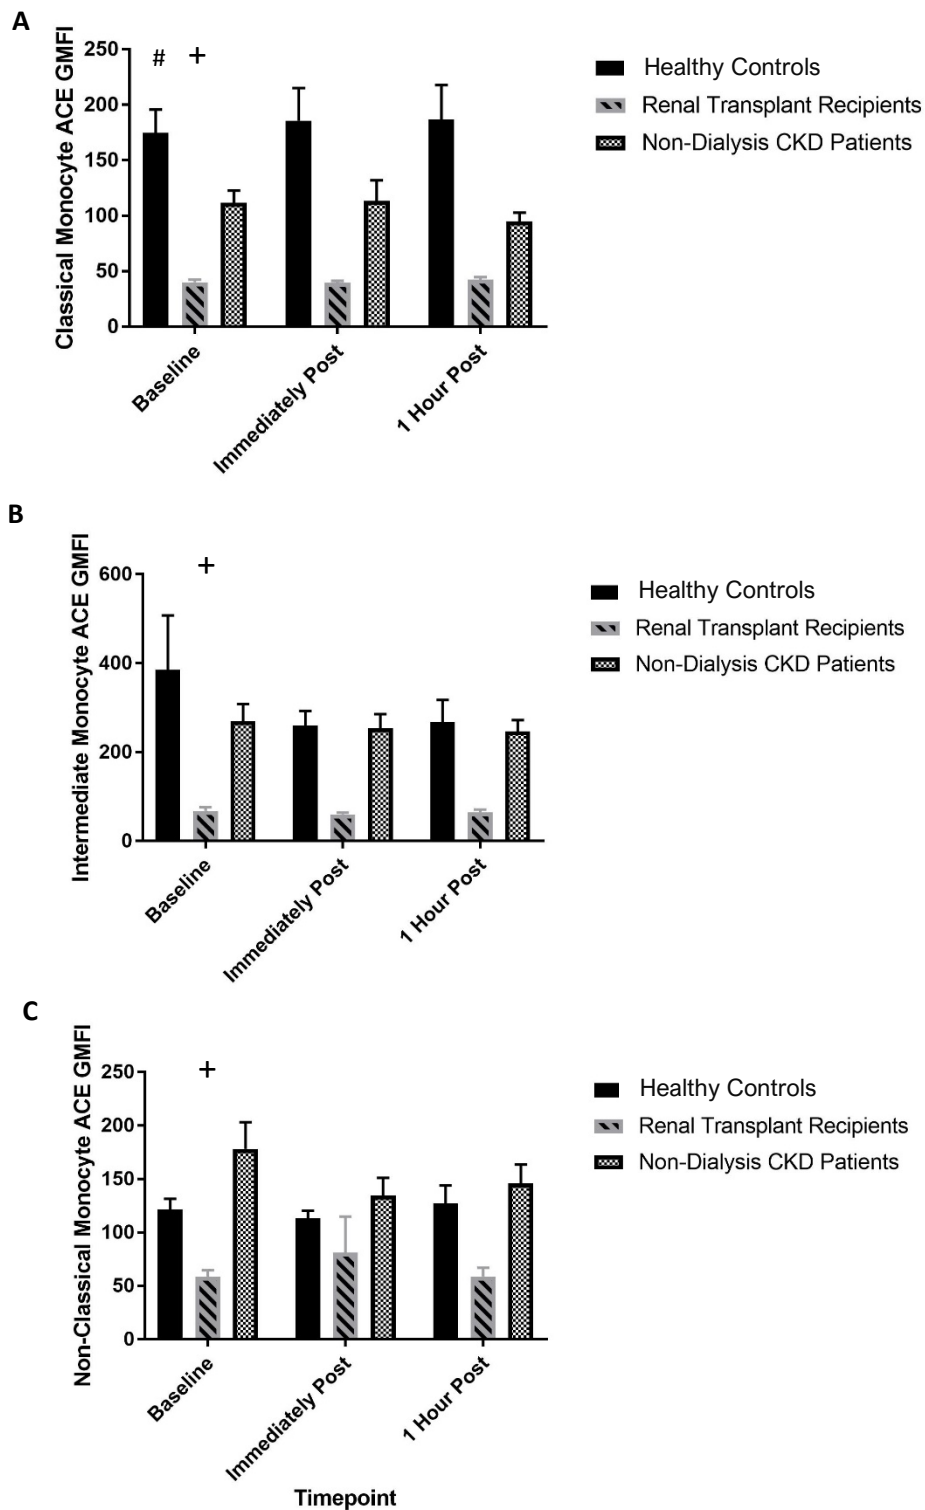 A
Classical Monocyte ACE GMFI
250
200
150
100
50
0
# +
Baseline
Immediately Post
1 Hour Post
Healthy Controls
Renal Transplant Recipients
Non-Dialysis CKD Patients
B
Intermediate Monocyte ACE GMFI
600
400
200
0
+
Baseline
Immediately Post
1 Hour Post
Healthy Controls
Renal Transplant Recipients
Non-Dialysis CKD Patients
C
Non-Classical Monocyte ACE GMFI
250
200
150
100
50
0
+
Baseline
Immediately Post
1 Hour Post
Timepoint
Healthy Controls
Renal Transplant Recipients
Non-Dialysis CKD Patients